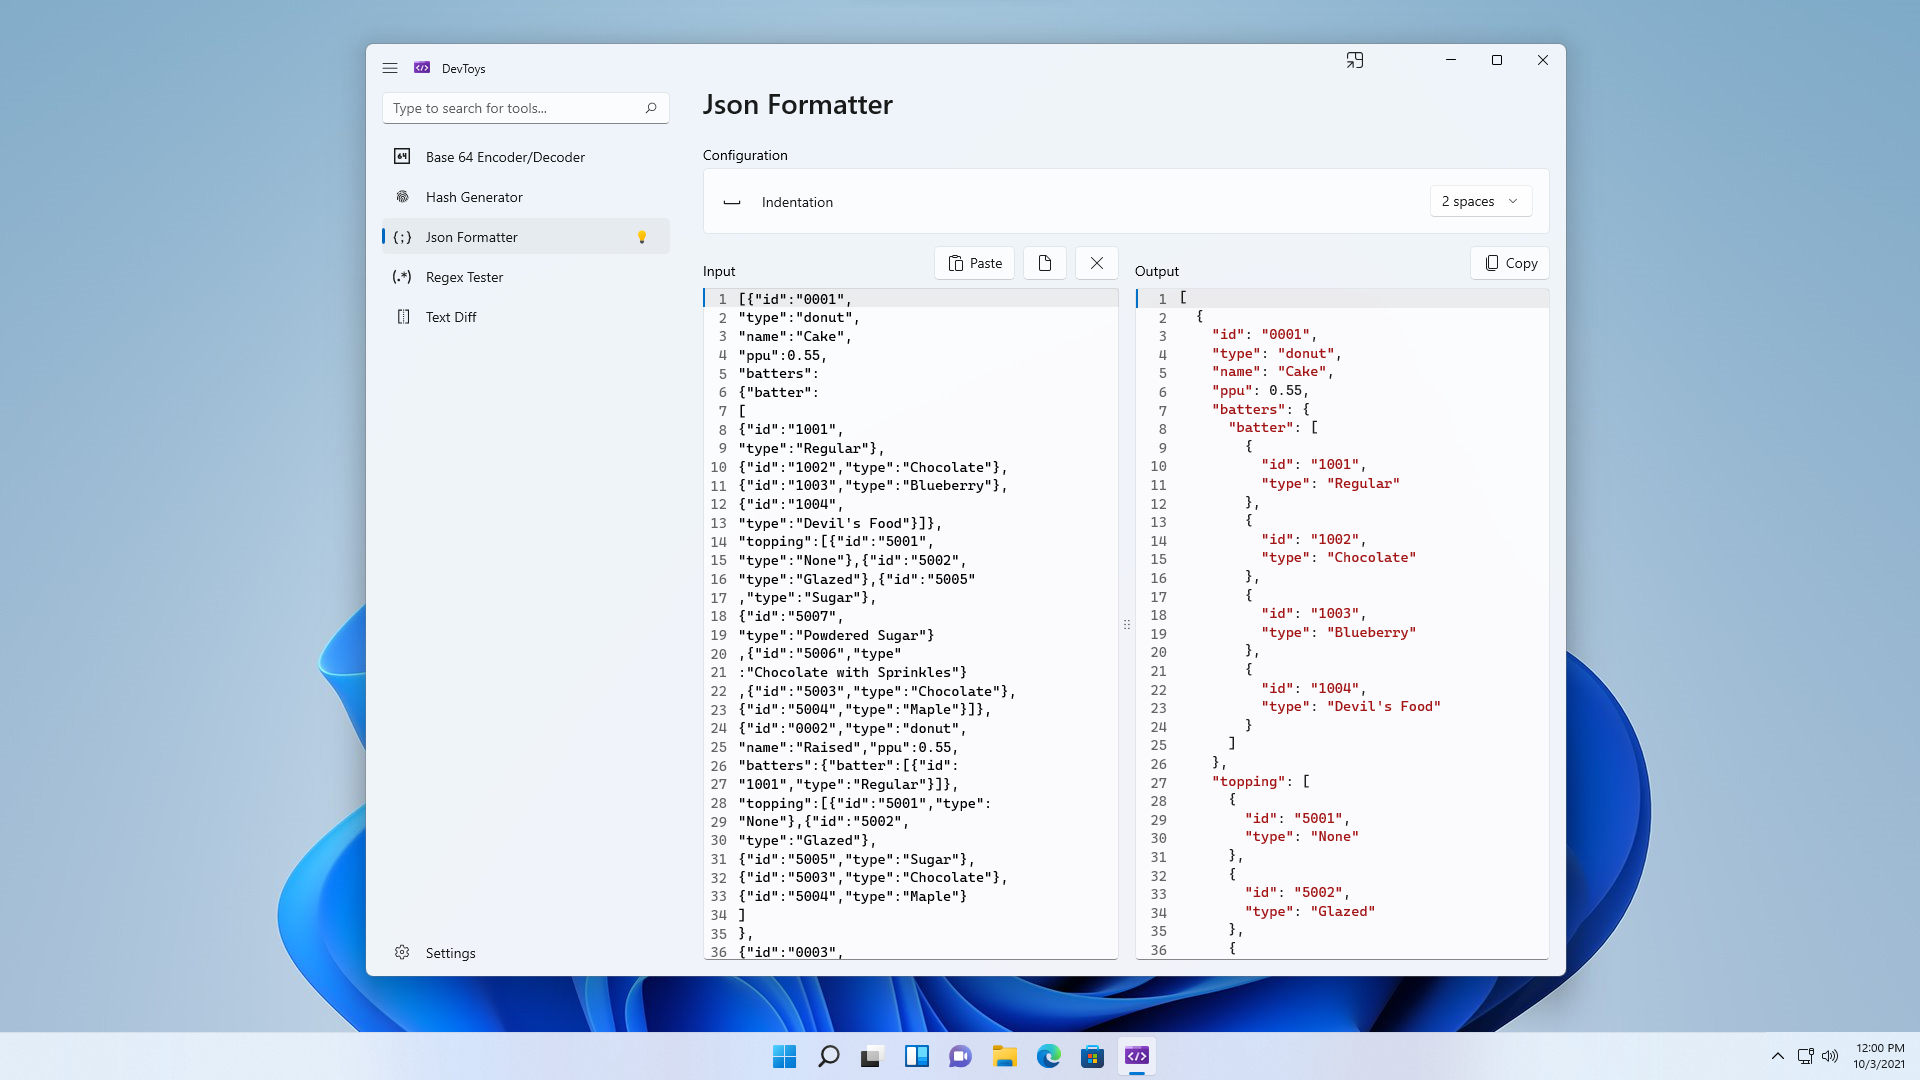 DevToys
Type to search for tools...
Base 64 Encoder/Decoder
Hash Generator
Json Formatter
Regex Tester
Text Diff
Settings
Json Formatter
Configuration
Indentation
2 spaces
Input
Paste
1 [{"id":"0001",
2 "type":"donut",
3 "name":"Cake",
4 "ppu":0.55,
5 "batters":
6 {"batter":
7 [
8 {"id":"1001",
9 "type":"Regular"},
10 {"id":"1002","type":"Chocolate"},
11 {"id":"1003","type":"Blueberry"},
12 {"id":"1004",
13 "type":"Devil's Food"}]},
14 "topping":[{"id":"5001",
15 "type":"None"},{"id":"5002",
16 "type":"Glazed"},{"id":"5005"
17 ,"type":"Sugar"},
18 {"id":"5007",
19 "type":"Powdered Sugar"}
20 ,{"id":"5006","type"
21 :"Chocolate with Sprinkles"}
22 ,{"id":"5003","type":"Chocolate"},
23 {"id":"5004","type":"Maple"}]},
24 {"id":"0002","type":"donut",
25 "name":"Raised","ppu":0.55,
26 "batters":{"batter":[{"id":
27 "1001","type":"Regular"}]},
28 "topping":[{"id":"5001","type":
29 "None"},{"id":"5002",
30 "type":"Glazed"},
31 {"id":"5005","type":"Sugar"},
32 {"id":"5003","type":"Chocolate"},
33 {"id":"5004","type":"Maple"}
34 ]
35 },
36 {"id":"0003",
Output
Copy
1 [
2 {
3 "id": "0001",
4 "type": "donut",
5 "name": "Cake",
6 "ppu": 0.55,
7 "batters": {
8 "batter": [
9 {
10 "id": "1001",
11 "type": "Regular"
12 },
13 {
14 "id": "1002",
15 "type": "Chocolate"
16 },
17 {
18 "id": "1003",
19 "type": "Blueberry"
20 },
21 {
22 "id": "1004",
23 "type": "Devil's Food"
24 }
25 ]
26 },
27 "topping": [
28 {
29 "id": "5001",
30 "type": "None"
31 },
32 {
33 "id": "5002",
34 "type": "Glazed"
35 },
36 {
12:00 PM
10/3/2021